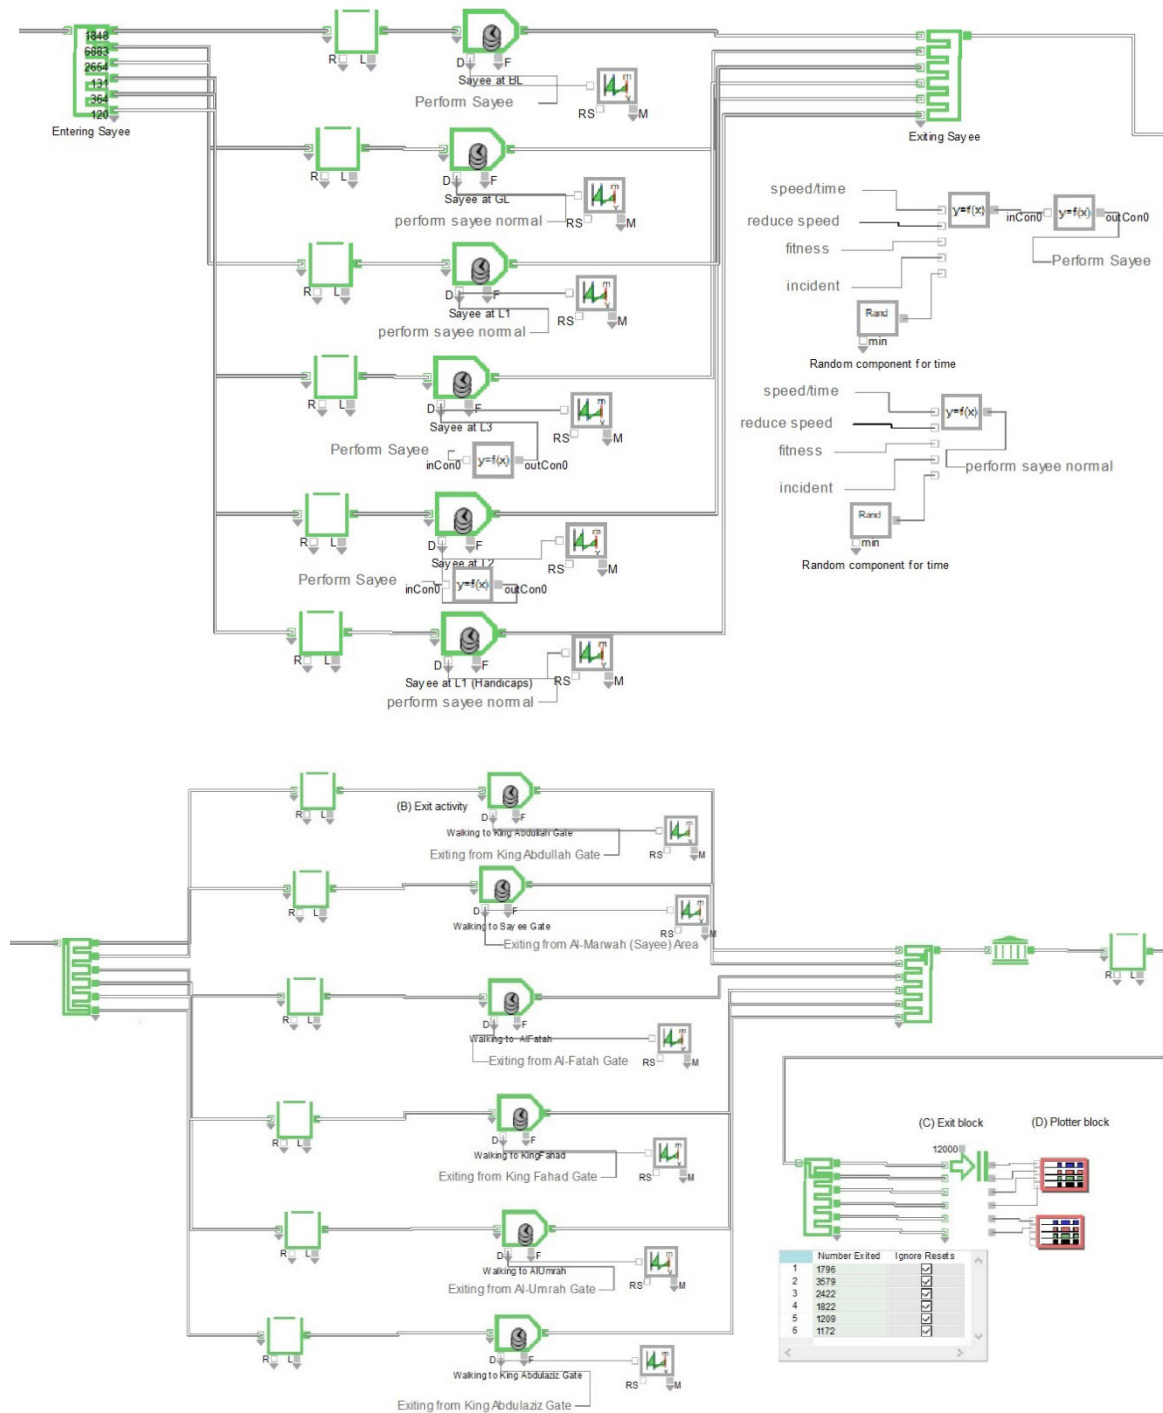 1848
6883
2654
131
364
120
Entering Sayee
R L
D F
Sayee at BL
Perform Sayee
RS M
Exiting Sayee
R L
D F
Sayee at GL
perform sayee normal
RS M
R L
D F
Sayee at L1
perform sayee normal
RS M
R L
D F
Sayee at L3
Perform Sayee
inCon0 y=f(x) outCon0
RS M
R L
D F
Sayee at L2
Perform Sayee
inCon0 y=f(x) outCon0
RS M
R L
D F
Sayee at L1 (Handicaps)
perform sayee normal
RS M
speed/time
reduce speed
fitness
incident
y=f(x) inCon0 y=f(x) outCon0
Perform Sayee
Rand
min
Random component for time
speed/time
reduce speed
fitness
incident
y=f(x)
perform sayee normal
Rand
min
Random component for time
R L
(B) Exit activity
D F
Walking to King Abdullah Gate
Exiting from King Abdullah Gate
RS M
R L
D F
Walking to Sayee Gate
Exiting from Al-Marwah (Sayee) Area
RS M
R L
D F
Walking to AlFatah
Exiting from Al-Fatah Gate
RS M
R L
D F
Walking to KingFahad
Exiting from King Fahad Gate
RS M
R L
D F
Walking to AlUmrah
Exiting from Al-Umrah Gate
RS M
R L
D F
Walking to King Abdulaziz Gate
Exiting from King Abdulaziz Gate
RS M
R L
(C) Exit block
(D) Plotter block
12000
Number Exited Ignore Resets
1 1796
2 3579
3 2422
4 1822
5 1209
6 1172